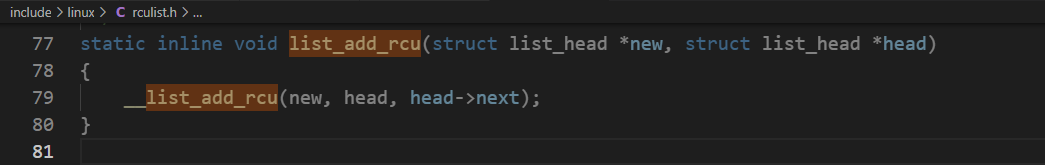 include > linux > C rculist.h > ...
77 static inline void list_add_rcu(struct list_head *new, struct list_head *head)
78 {
79 __list_add_rcu(new, head, head->next);
80 }
81